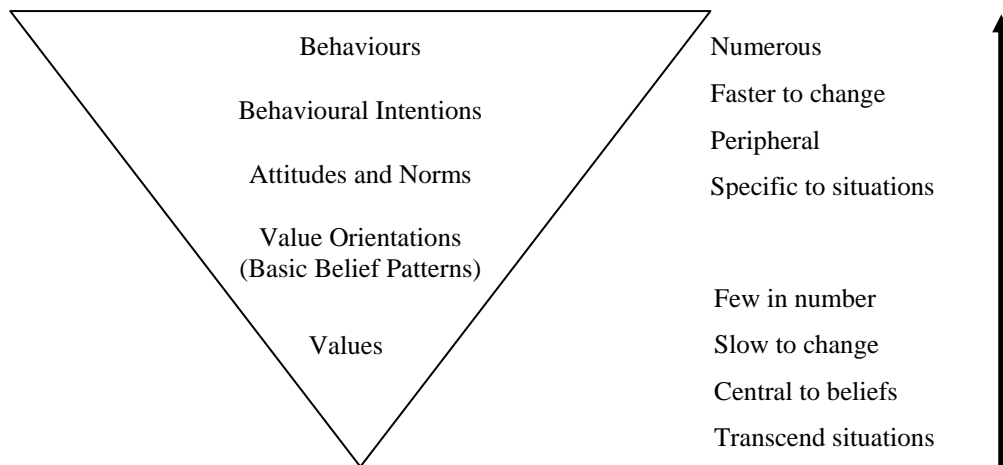 Behaviours
Behavioural Intentions
Attitudes and Norms
Value Orientations
(Basic Belief Patterns)
Values
Numerous
Faster to change
Peripheral
Specific to situations
Few in number
Slow to change
Central to beliefs
Transcend situations